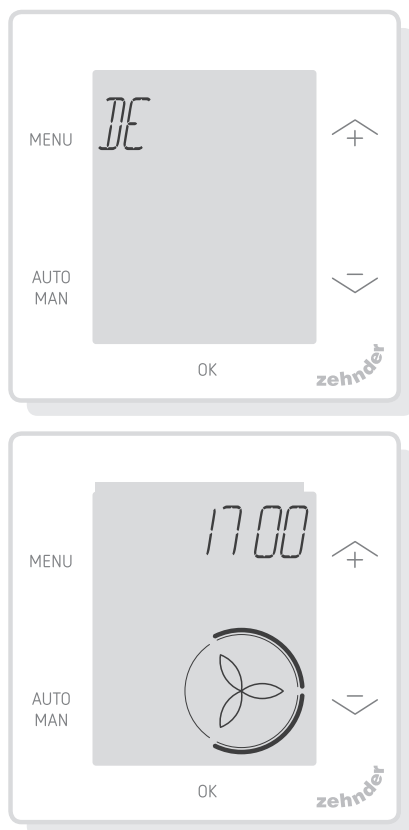 DE
MENU
AUTO
MAN
OK
zehnder
17 00
MENU
AUTO
MAN
OK
zehnder